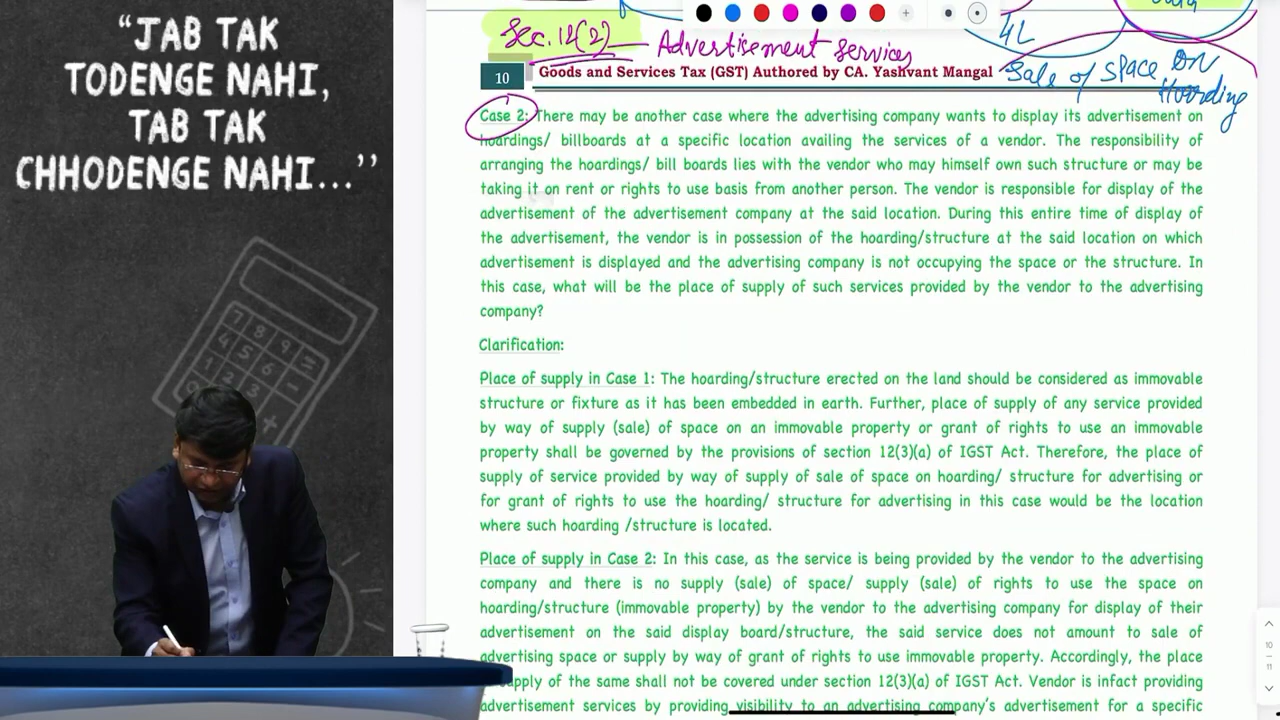 “JAB TAK
TODENGE NAHI,
TAB TAK
CHHODENGE NAHI...’’
Sec. 12(2) — Advertisement Services
4L
Sale of space on
Hoarding
10
Goods and Services Tax (GST) Authored by CA. Yashvant Mangal
Case 2: There may be another case where the advertising company wants to display its advertisement on
hoardings/ billboards at a specific location availing the services of a vendor. The responsibility of
arranging the hoardings/ bill boards lies with the vendor who may himself own such structure or may be
taking it on rent or rights to use basis from another person. The vendor is responsible for display of the
advertisement of the advertisement company at the said location. During this entire time of display of
the advertisement, the vendor is in possession of the hoarding/structure at the said location on which
advertisement is displayed and the advertising company is not occupying the space or the structure. In
this case, what will be the place of supply of such services provided by the vendor to the advertising
company?
Clarification:
Place of supply in Case 1: The hoarding/structure erected on the land should be considered as immovable
structure or fixture as it has been embedded in earth. Further, place of supply of any service provided
by way of supply (sale) of space on an immovable property or grant of rights to use an immovable
property shall be governed by the provisions of section 12(3)(a) of IGST Act. Therefore, the place of
supply of service provided by way of supply of sale of space on hoarding/ structure for advertising or
for grant of rights to use the hoarding/ structure for advertising in this case would be the location
where such hoarding /structure is located.
Place of supply in Case 2: In this case, as the service is being provided by the vendor to the advertising
company and there is no supply (sale) of space/ supply (sale) of rights to use the space on
hoarding/structure (immovable property) by the vendor to the advertising company for display of their
advertisement on the said display board/structure, the said service does not amount to sale of
advertising space or supply by way of grant of rights to use immovable property. Accordingly, the place
supply of the same shall not be covered under section 12(3)(a) of IGST Act. Vendor is infact providing
advertisement services by providing visibility to an advertising company’s advertisement for a specific
7 8 9
4 5 6
1 2 3
10
11